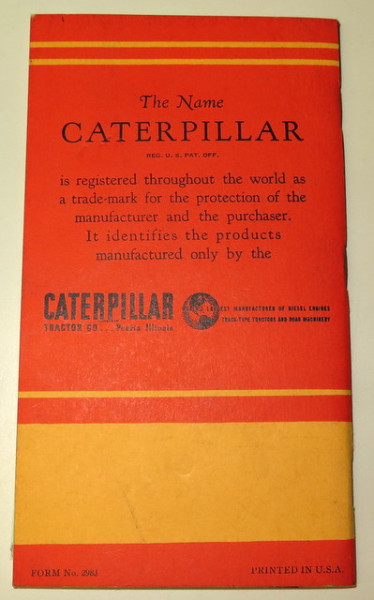 The Name
CATERPILLAR
REG. U. S. PAT. OFF.
is registered throughout the world as
a trade-mark for the protection of the
manufacturer and the purchaser.
It identifies the products
manufactured only by the
CATERPILLAR
TRACTOR CO. . . Peoria Illinois
LARGEST MANUFACTURER OF DIESEL ENGINES
TRACK-TYPE TRACTORS AND ROAD MACHINERY
FORM No.
PRINTED IN U.S.A.